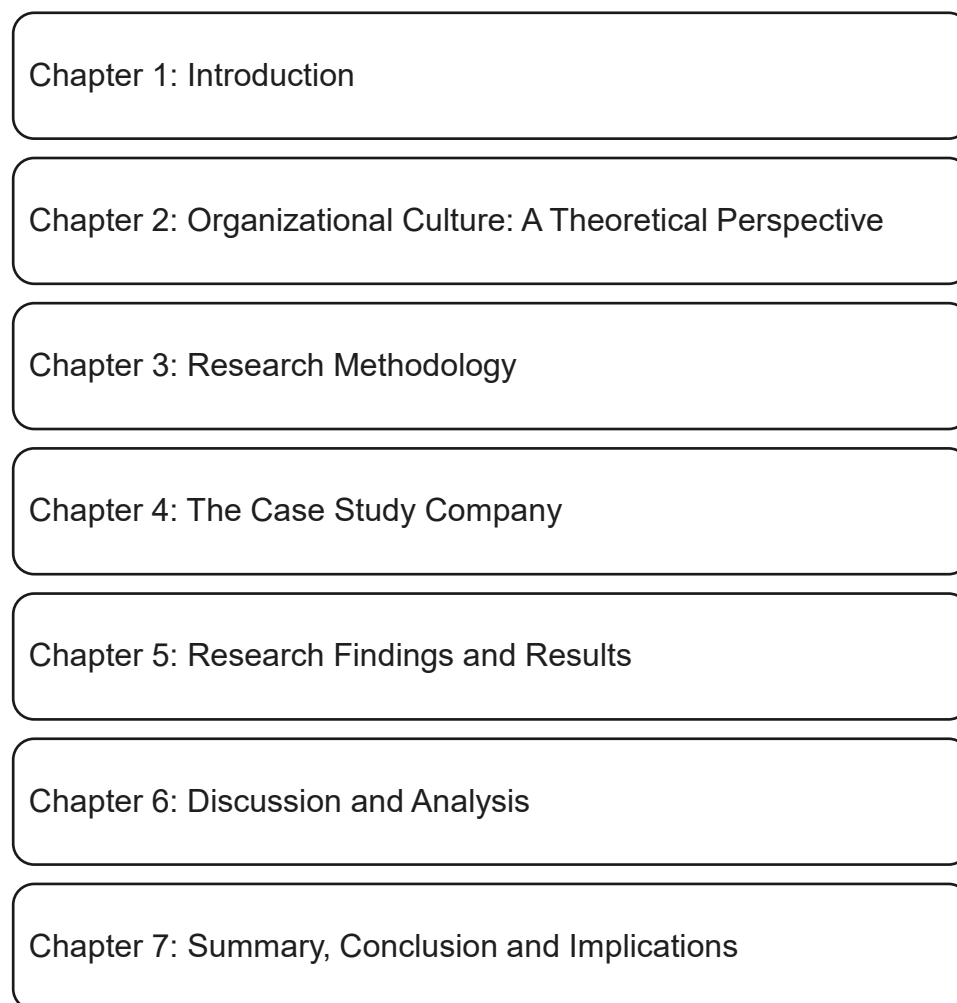 Chapter 1: Introduction
Chapter 2: Organizational Culture: A Theoretical Perspective
Chapter 3: Research Methodology
Chapter 4: The Case Study Company
Chapter 5: Research Findings and Results
Chapter 6: Discussion and Analysis
Chapter 7: Summary, Conclusion and Implications